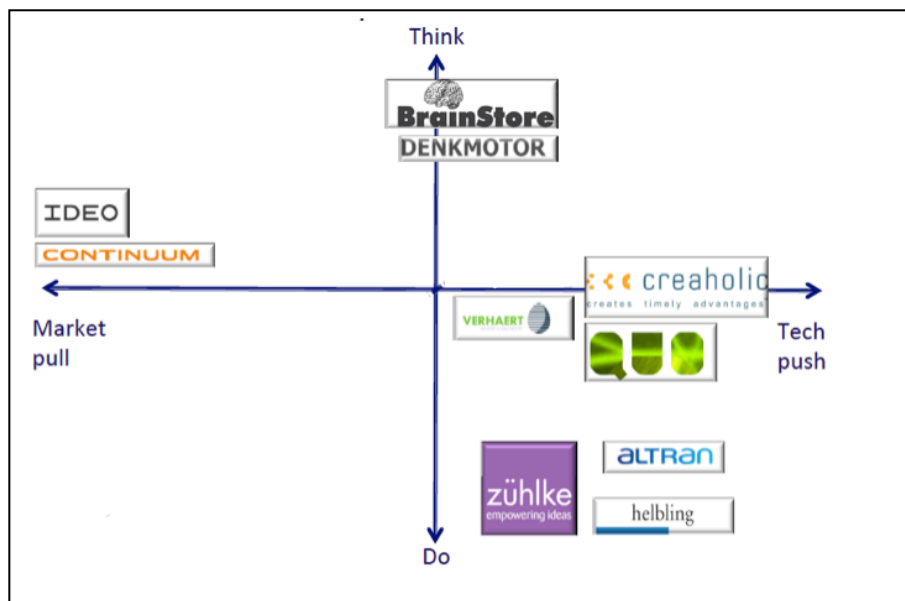 Think
BrainStore
DENKMOTOR
IDEO
CONTINUUM
creaholic
creates timely advantages
VERHAERT
Market
pull
QUO
Tech
push
altran
zühlke
empowering ideas
helbling
Do